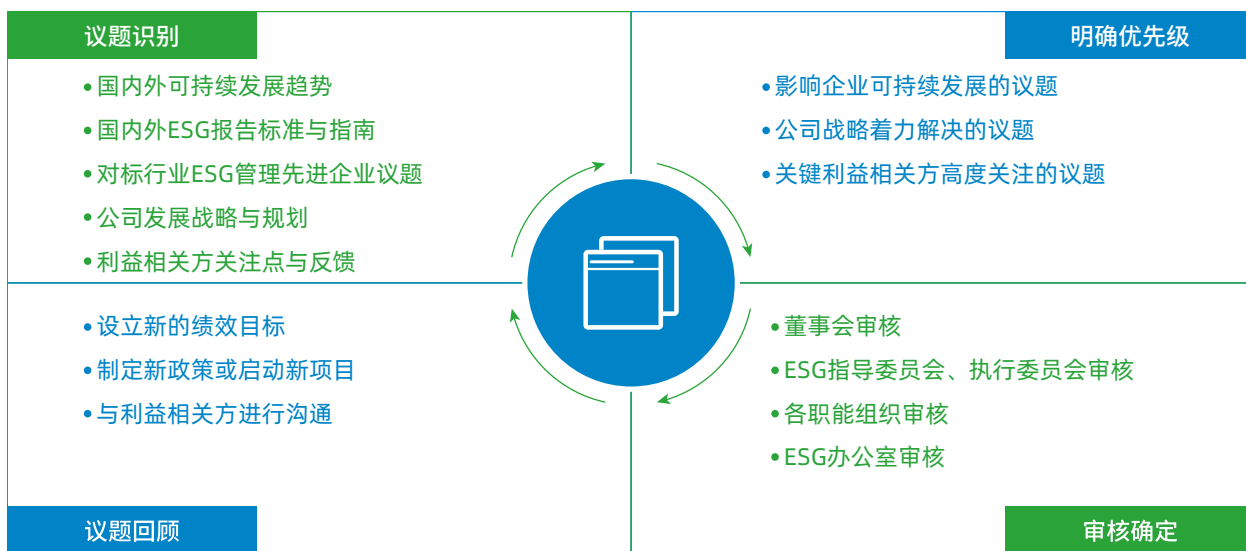 议题识别
•国内外可持续发展趋势
•国内外ESG报告标准与指南
•对标行业ESG管理先进企业议题
•公司发展战略与规划
•利益相关方关注点与反馈
明确优先级
•影响企业可持续发展的议题
•公司战略着力解决的议题
•关键利益相关方高度关注的议题
•董事会审核
•ESG指导委员会、执行委员会审核
•各职能组织审核
•ESG办公室审核
审核确定
•设立新的绩效目标
•制定新政策或启动新项目
•与利益相关方进行沟通
议题回顾